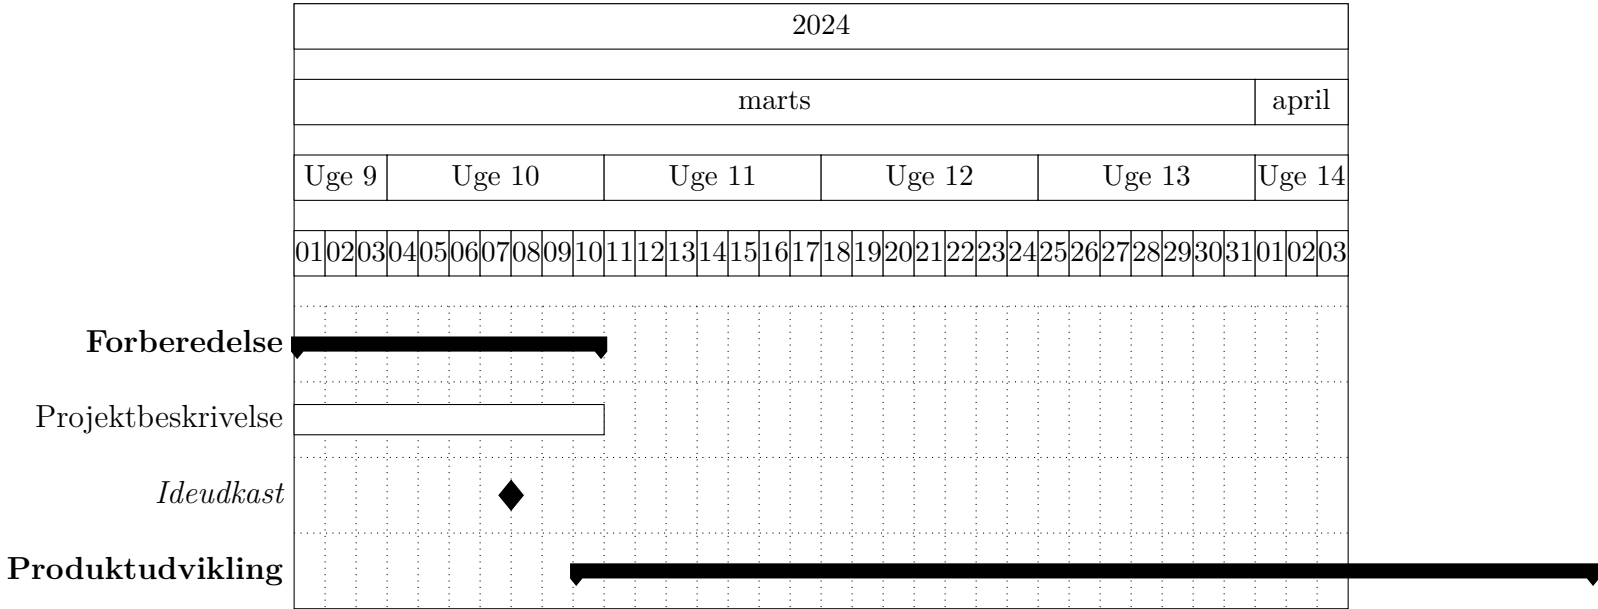 2024
marts april
Uge 9 Uge 10 Uge 11 Uge 12 Uge 13 Uge 14
01 02 03 04 05 06 07 08 09 10 11 12 13 14 15 16 17 18 19 20 21 22 23 24 25 26 27 28 29 30 31 01 02 03
Forberedelse
Projektbeskrivelse
Ideudkast
Produktudvikling